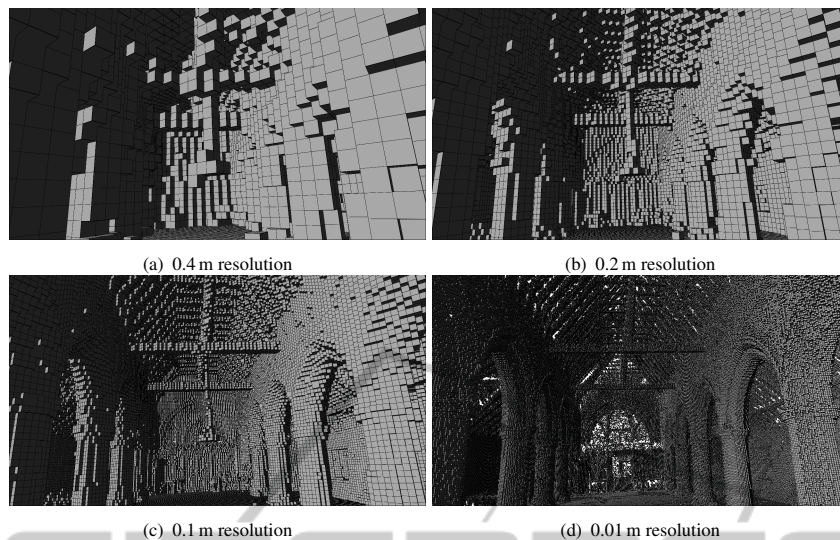 (a) 0.4 m resolution
(b) 0.2 m resolution
(c) 0.1 m resolution
(d) 0.01 m resolution